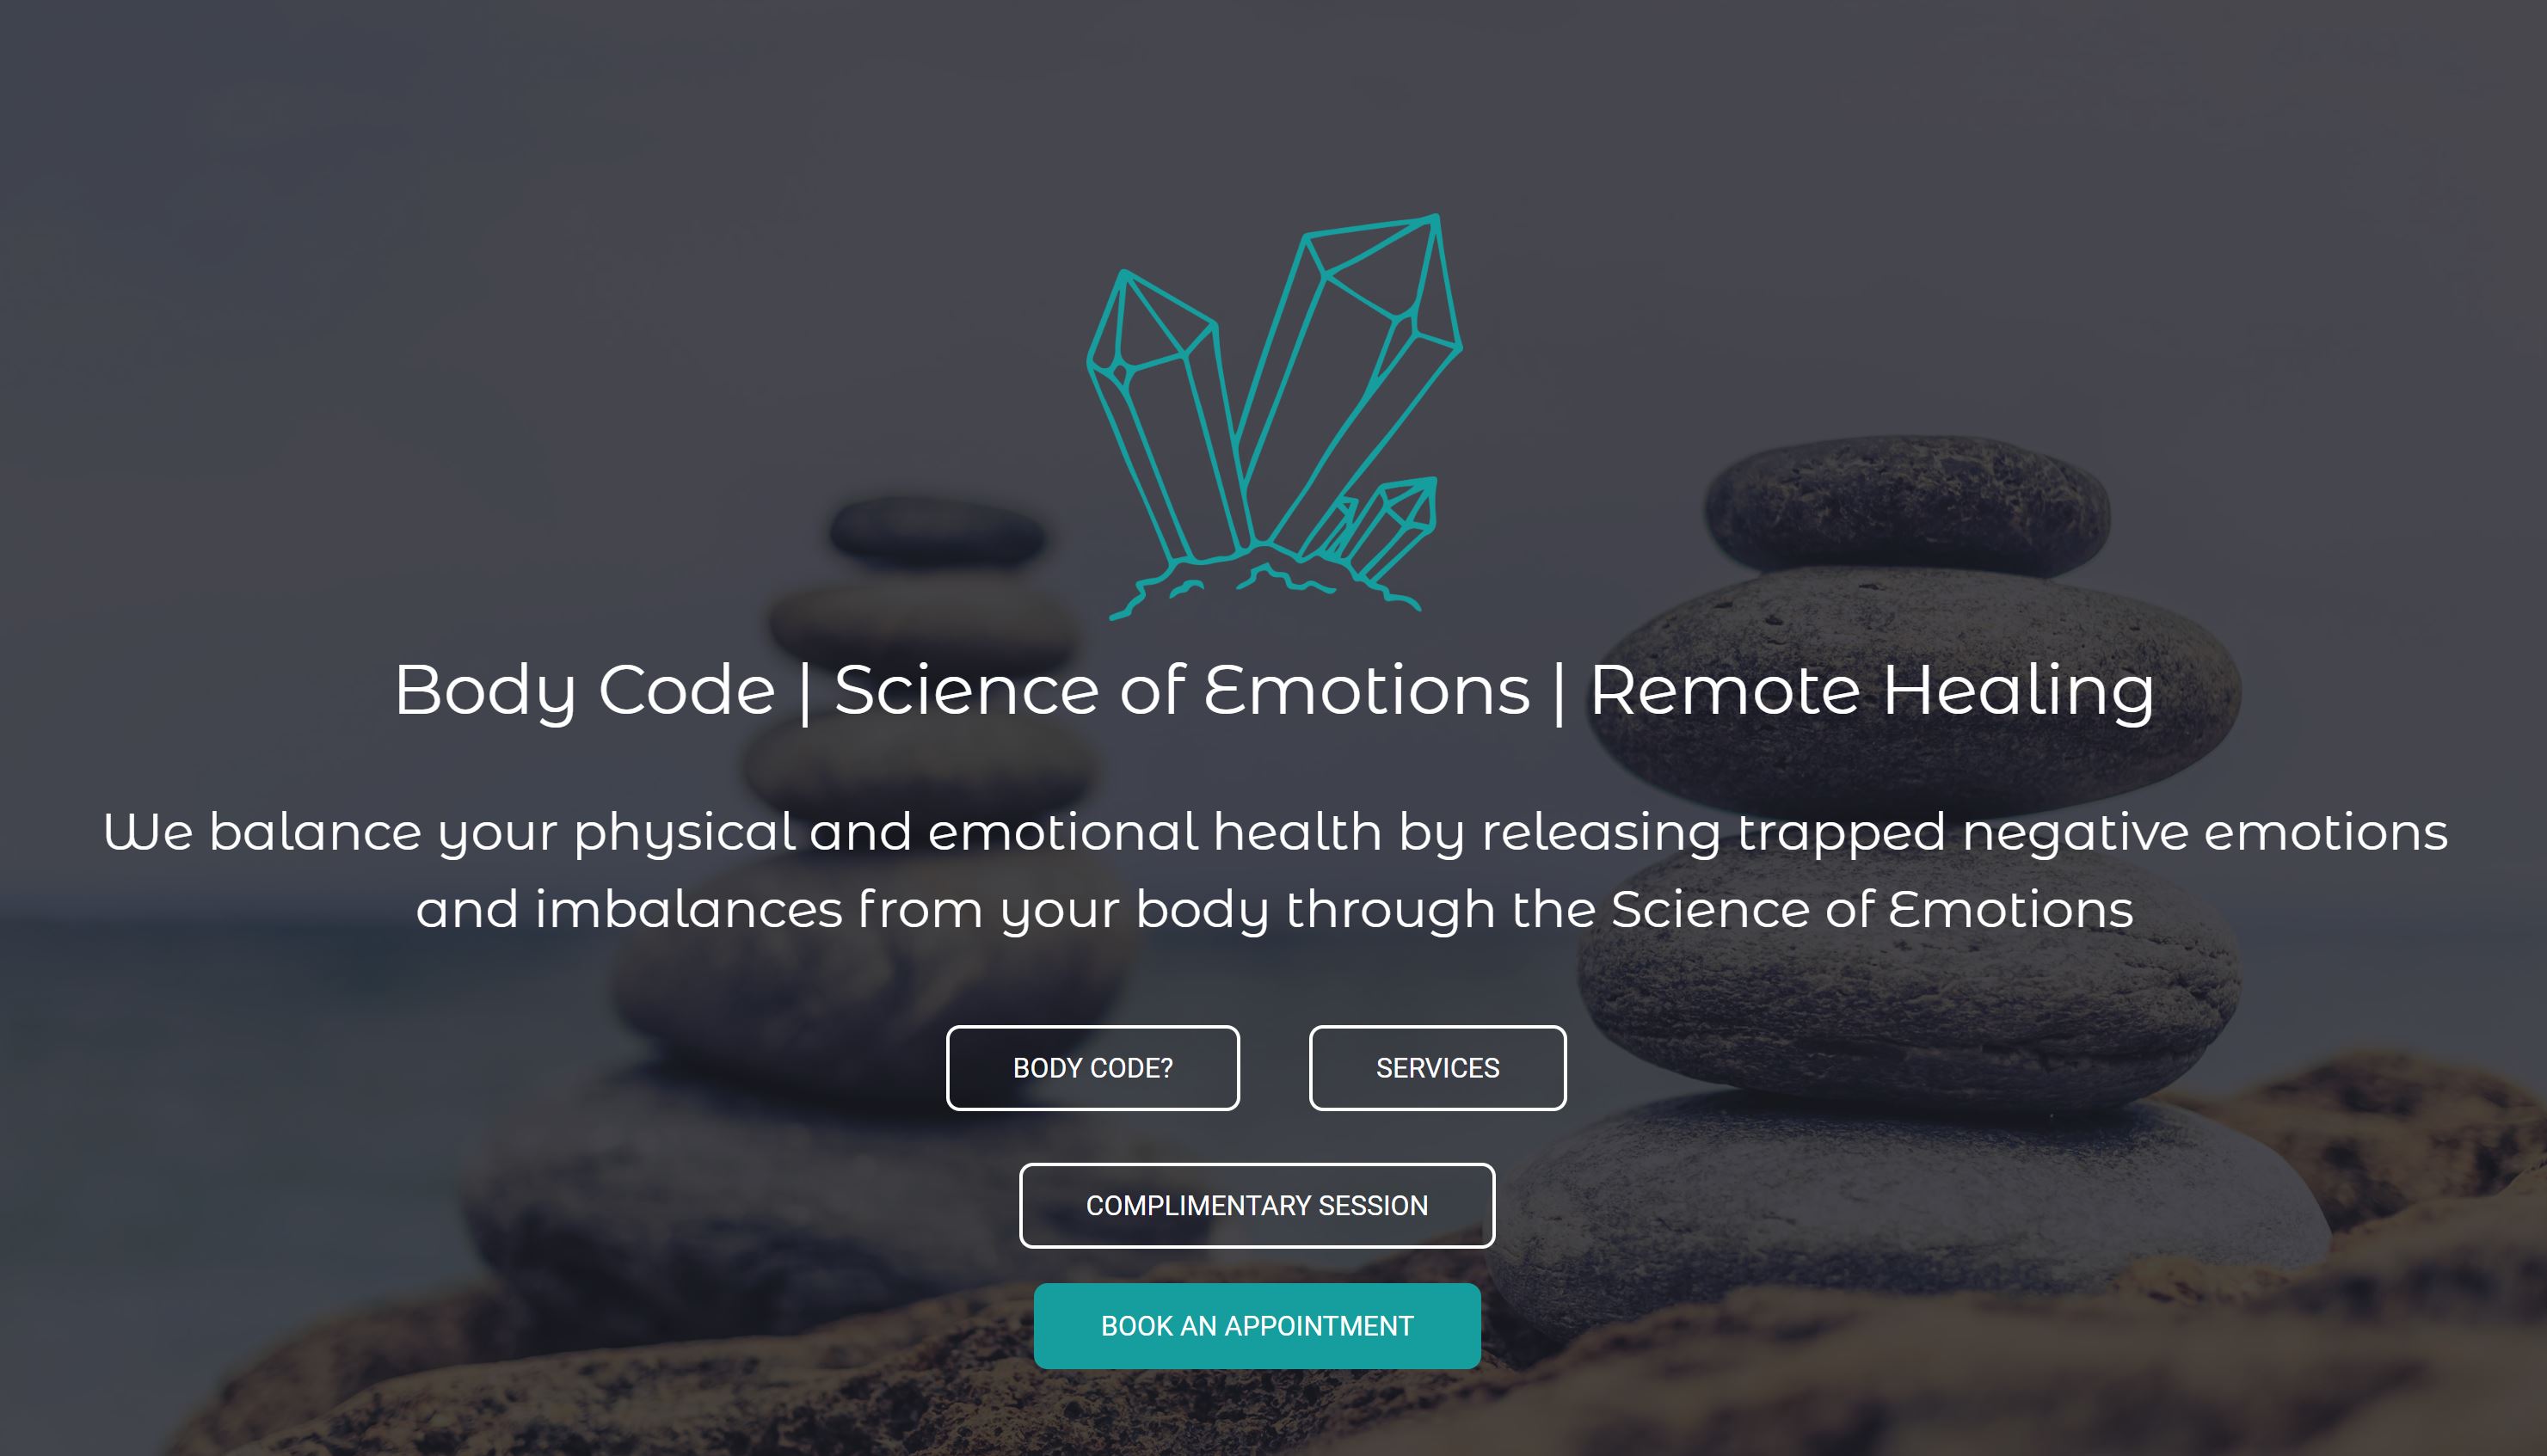 Body Code | Science of Emotions | Remote Healing
We balance your physical and emotional health by releasing trapped negative emotions
and imbalances from your body through the Science of Emotions
BODY CODE?
SERVICES
COMPLIMENTARY SESSION
BOOK AN APPOINTMENT